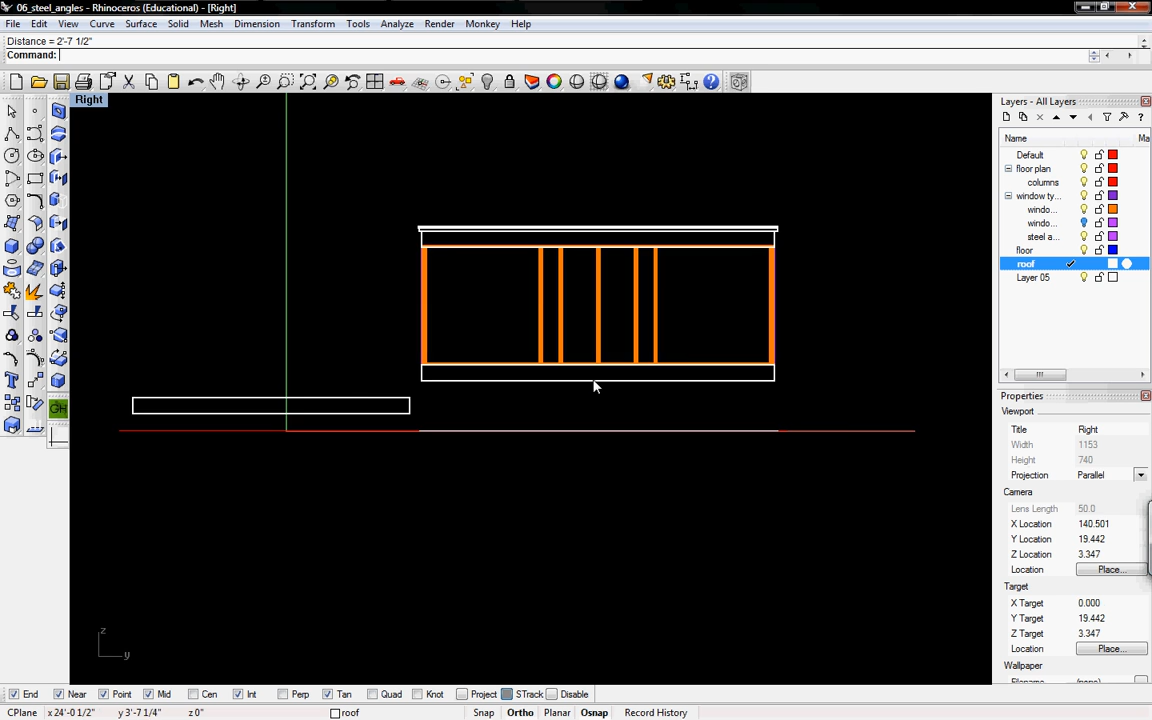 06_steel_angles - Rhinoceros (Educational) - [Right]
File Edit View Curve Surface Solid Mesh Dimension Transform Tools Analyze Render Monkey Help
Distance = 2'-7 1/2"
Command:
Right
Layers - All Layers
Name Ma
Default
floor plan
columns
window ty...
windo...
windo...
steel a...
floor
roof
Layer 05
Properties
Viewport
Title Right
Width 1153
Height 740
Projection Parallel
Camera
Lens Length 50.0
X Location 140.501
Y Location 19.442
Z Location 3.347
Location Place...
Target
X Target 0.000
Y Target 19.442
Z Target 3.347
Location Place...
Wallpaper
z
y
End Near Point Mid Cen Int Perp Tan Quad Knot Project STrack Disable
CPlane x 24'-0 1/2" y 3'-7 1/4" z 0" roof Snap Ortho Planar Osnap Record History